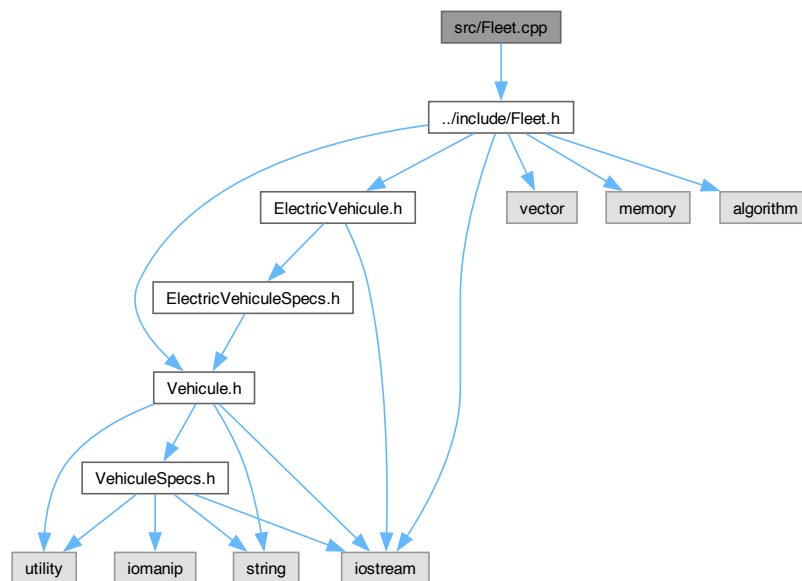 src/Fleet.cpp
../include/Fleet.h
ElectricVehicule.h
vector
memory
algorithm
ElectricVehiculeSpecs.h
Vehicule.h
VehiculeSpecs.h
utility
iomanip
string
iostream